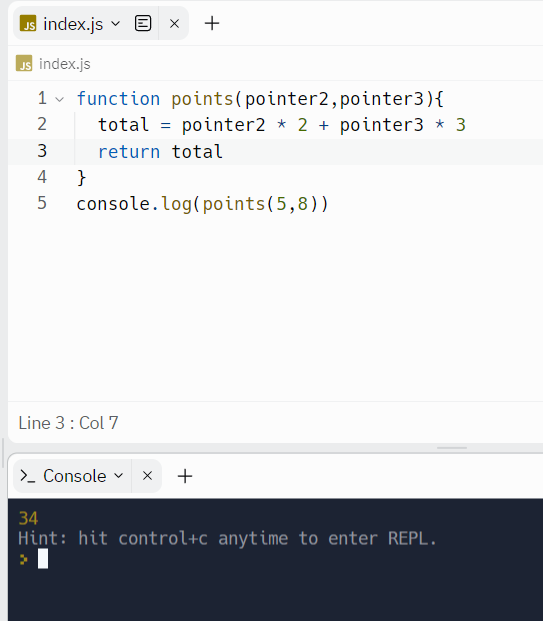 JS index.js
JS index.js
1 function points(pointer2,pointer3){
2   total = pointer2 * 2 + pointer3 * 3
3   return total
4 }
5 console.log(points(5,8))
Line 3 : Col 7
>_ Console
34
Hint: hit control+c anytime to enter REPL.
>